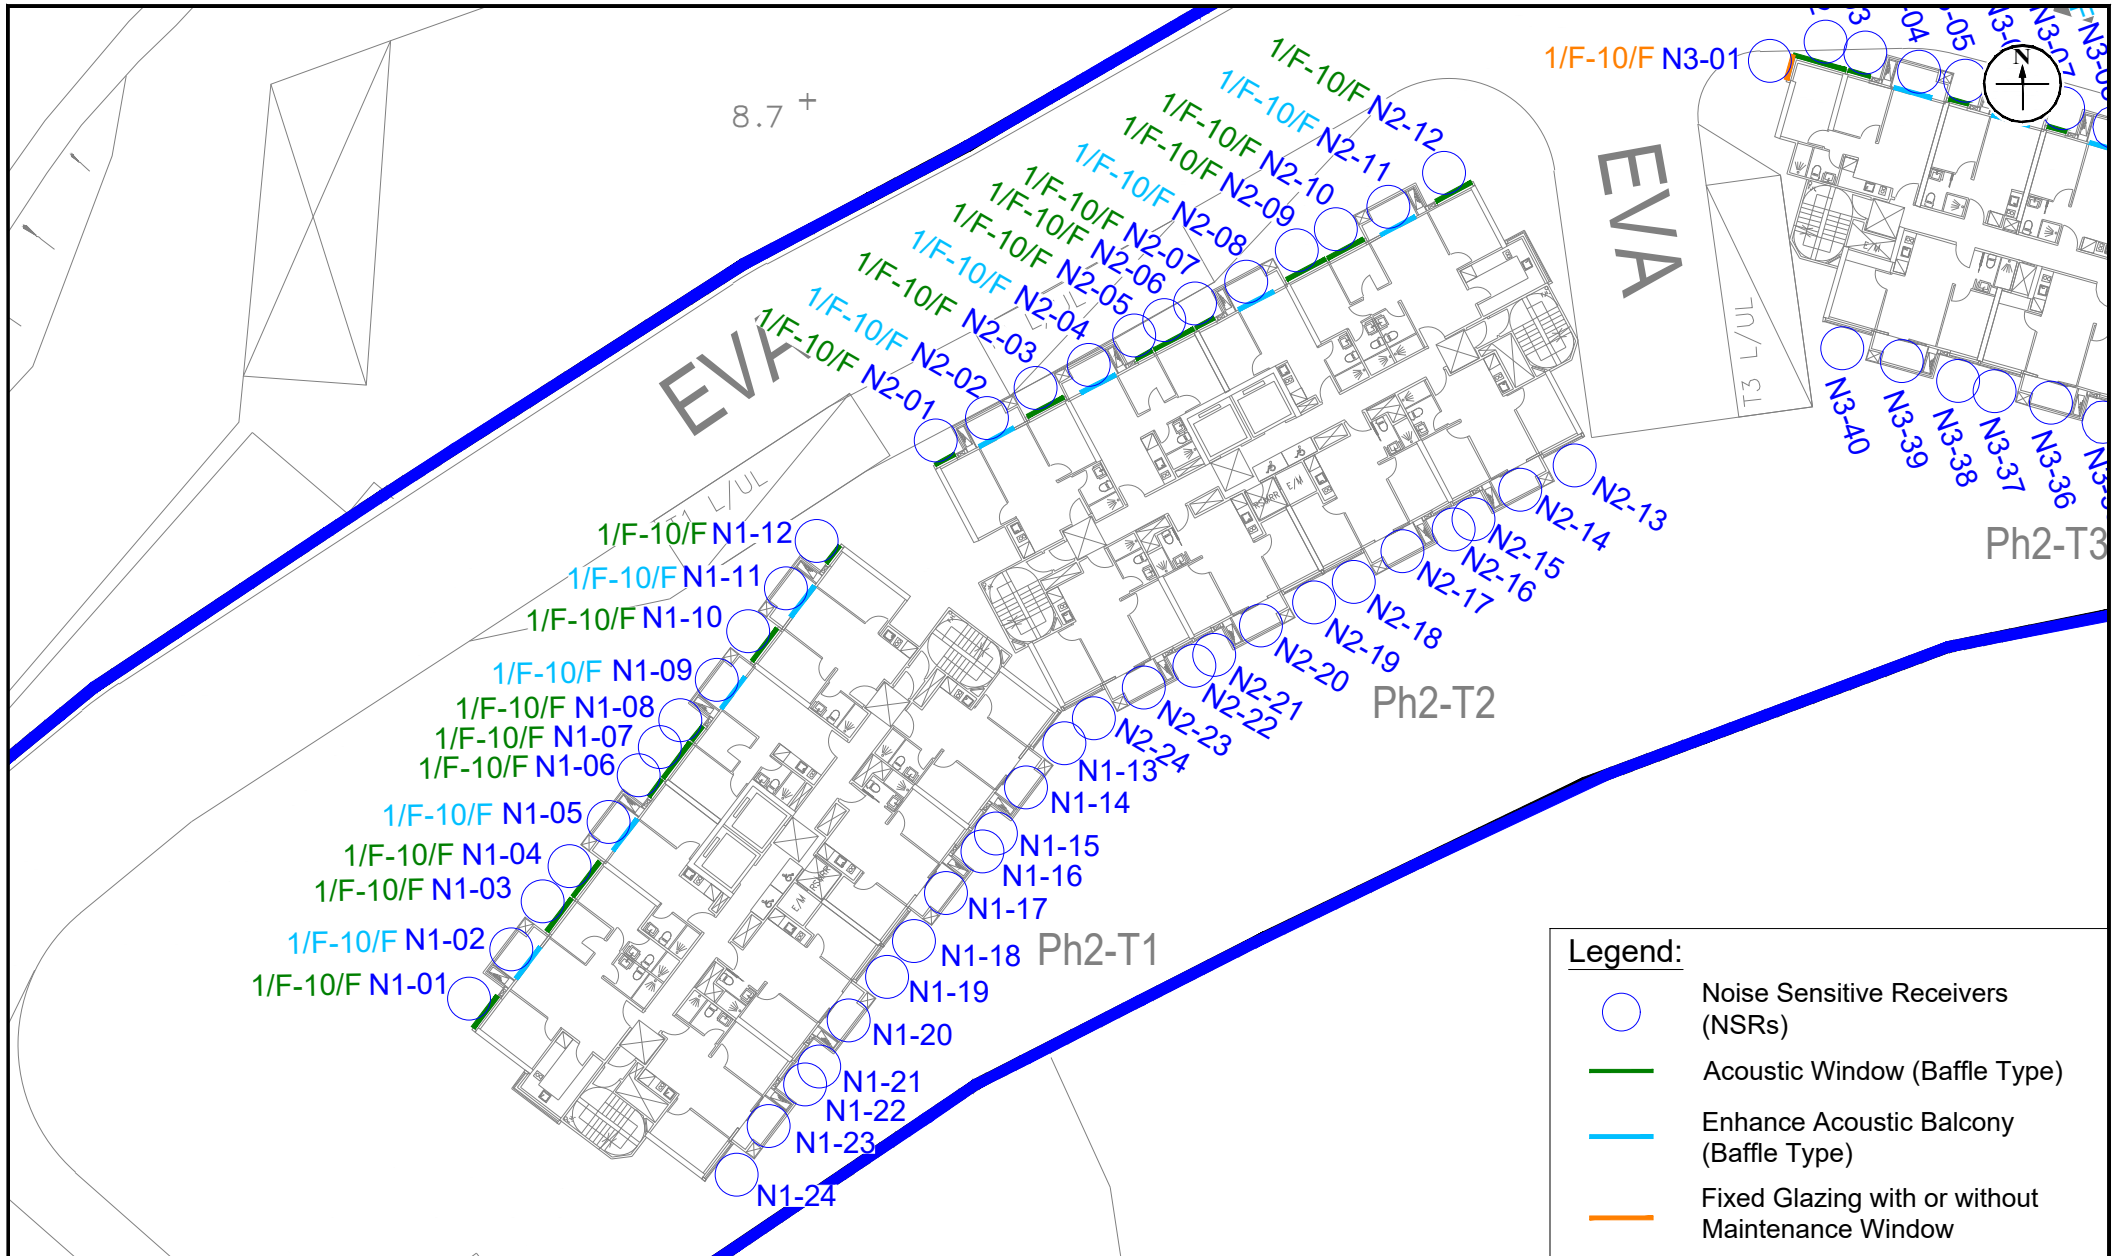 8.7 +
EVA
EVA
T1 L/UL
T3 L/UL
N
1/F-10/F N3-01
1/F-10/F N2-12
1/F-10/F N2-11
1/F-10/F N2-10
1/F-10/F N2-09
1/F-10/F N2-08
1/F-10/F N2-07
1/F-10/F N2-06
1/F-10/F N2-05
1/F-10/F N2-04
1/F-10/F N2-03
1/F-10/F N2-02
1/F-10/F N2-01
1/F-10/F N1-12
1/F-10/F N1-11
1/F-10/F N1-10
1/F-10/F N1-09
1/F-10/F N1-08
1/F-10/F N1-07
1/F-10/F N1-06
1/F-10/F N1-05
1/F-10/F N1-04
1/F-10/F N1-03
1/F-10/F N1-02
1/F-10/F N1-01
N2-13
N2-14
N2-15
N2-16
N2-17
N2-18
N2-19
N2-20
N2-21
N2-22
N2-23
N2-24
N1-13
N1-14
N1-15
N1-16
N1-17
N1-18
N1-19
N1-20
N1-21
N1-22
N1-23
N1-24
N3-40
N3-39
N3-38
N3-37
N3-36
Ph2-T1
Ph2-T2
Ph2-T3
E/M
E/M
E/M
Legend:
Noise Sensitive Receivers
(NSRs)
Acoustic Window (Baffle Type)
Enhance Acoustic Balcony
(Baffle Type)
Fixed Glazing with or without
Maintenance Window